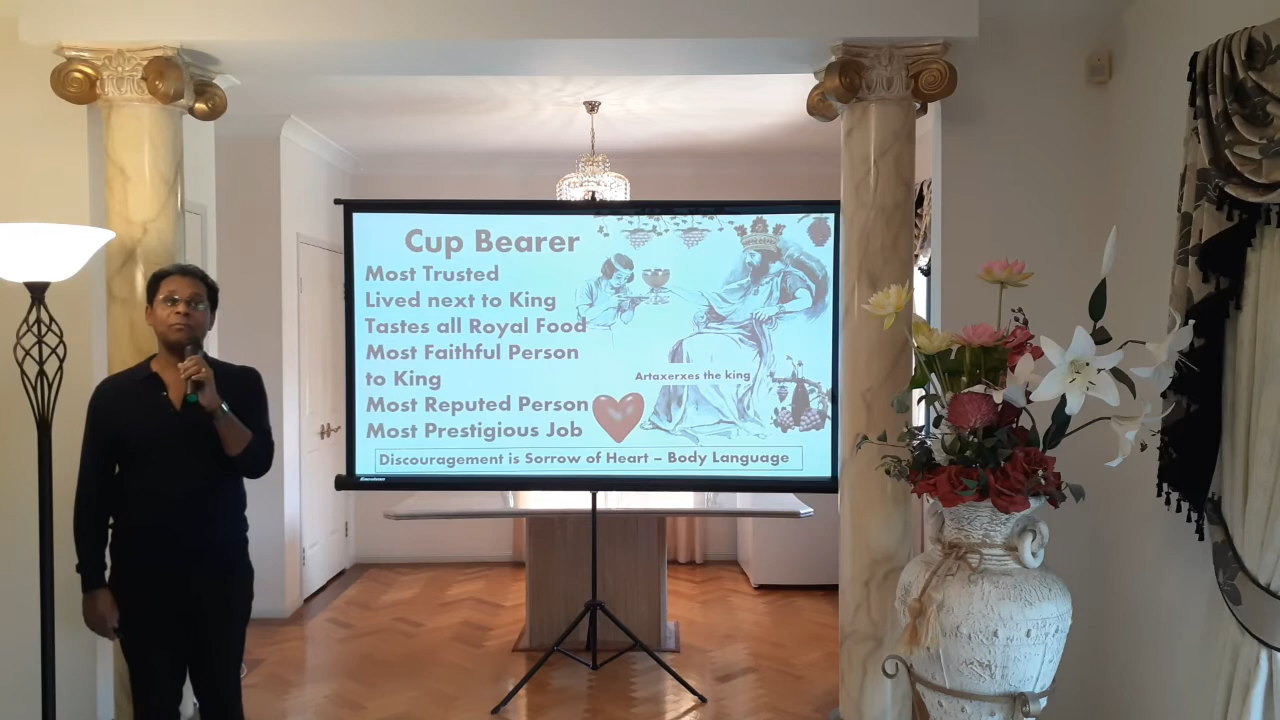 Cup Bearer
Most Trusted
Lived next to King
Tastes all Royal Food
Most Faithful Person
to King
Most Reputed Person
Most Prestigious Job
Artaxerxes the king
Discouragement is Sorrow of Heart – Body Language